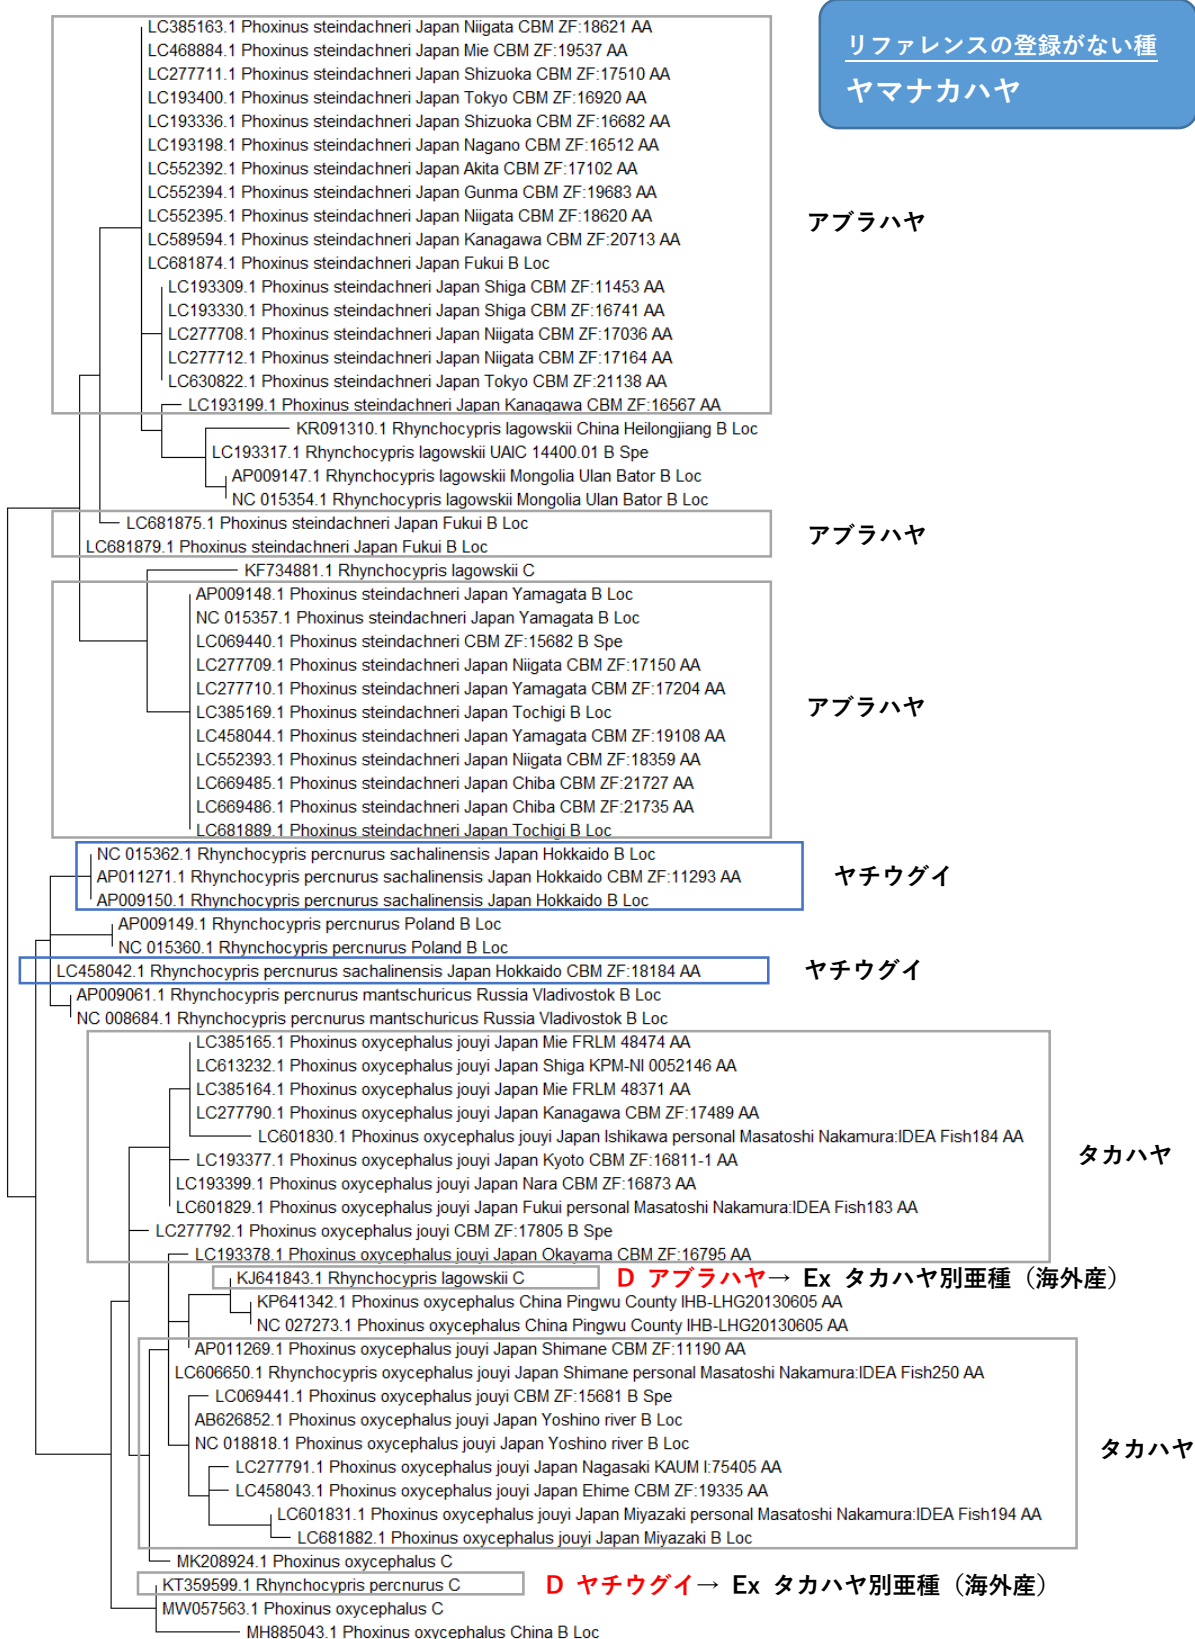 リファレンスの登録がない種
ヤマナカハヤ
LC385163.1 Phoxinus steindachneri Japan Niigata CBM ZF:18621 AA
LC468884.1 Phoxinus steindachneri Japan Mie CBM ZF:19537 AA
LC277711.1 Phoxinus steindachneri Japan Shizuoka CBM ZF:17510 AA
LC193400.1 Phoxinus steindachneri Japan Tokyo CBM ZF:16920 AA
LC193336.1 Phoxinus steindachneri Japan Shizuoka CBM ZF:16682 AA
LC193198.1 Phoxinus steindachneri Japan Nagano CBM ZF:16512 AA
LC552392.1 Phoxinus steindachneri Japan Akita CBM ZF:17102 AA
LC552394.1 Phoxinus steindachneri Japan Gunma CBM ZF:19683 AA
LC552395.1 Phoxinus steindachneri Japan Niigata CBM ZF:18620 AA
アブラハヤ
LC589594.1 Phoxinus steindachneri Japan Kanagawa CBM ZF:20713 AA
LC681874.1 Phoxinus steindachneri Japan Fukui B Loc
LC193309.1 Phoxinus steindachneri Japan Shiga CBM ZF:11453 AA
LC193330.1 Phoxinus steindachneri Japan Shiga CBM ZF:16741 AA
LC277708.1 Phoxinus steindachneri Japan Niigata CBM ZF:17036 AA
LC277712.1 Phoxinus steindachneri Japan Niigata CBM ZF:17164 AA
LC630822.1 Phoxinus steindachneri Japan Tokyo CBM ZF:21138 AA
LC193199.1 Phoxinus steindachneri Japan Kanagawa CBM ZF:16567 AA
KR091310.1 Rhynchocypris lagowskii China Heilongjiang B Loc
LC193317.1 Rhynchocypris lagowskii UAIC 14400.01 B Spe
AP009147.1 Rhynchocypris lagowskii Mongolia Ulan Bator B Loc
NC 015354.1 Rhynchocypris lagowskii Mongolia Ulan Bator B Loc
LC681875.1 Phoxinus steindachneri Japan Fukui B Loc
アブラハヤ
LC681879.1 Phoxinus steindachneri Japan Fukui B Loc
KF734881.1 Rhynchocypris lagowskii C
AP009148.1 Phoxinus steindachneri Japan Yamagata B Loc
NC 015357.1 Phoxinus steindachneri Japan Yamagata B Loc
LC069440.1 Phoxinus steindachneri CBM ZF:15682 B Spe
LC277709.1 Phoxinus steindachneri Japan Niigata CBM ZF:17150 AA
LC277710.1 Phoxinus steindachneri Japan Yamagata CBM ZF:17204 AA
アブラハヤ
LC385169.1 Phoxinus steindachneri Japan Tochigi B Loc
LC458044.1 Phoxinus steindachneri Japan Yamagata CBM ZF:19108 AA
LC552393.1 Phoxinus steindachneri Japan Niigata CBM ZF:18359 AA
LC669485.1 Phoxinus steindachneri Japan Chiba CBM ZF:21727 AA
LC669486.1 Phoxinus steindachneri Japan Chiba CBM ZF:21735 AA
LC681889.1 Phoxinus steindachneri Japan Tochigi B Loc
NC 015362.1 Rhynchocypris percnurus sachalinensis Japan Hokkaido B Loc
AP011271.1 Rhynchocypris percnurus sachalinensis Japan Hokkaido CBM ZF:11293 AA
ヤチウグイ
AP009150.1 Rhynchocypris percnurus sachalinensis Japan Hokkaido B Loc
AP009149.1 Rhynchocypris percnurus Poland B Loc
NC 015360.1 Rhynchocypris percnurus Poland B Loc
LC458042.1 Rhynchocypris percnurus sachalinensis Japan Hokkaido CBM ZF:18184 AA
ヤチウグイ
AP009061.1 Rhynchocypris percnurus mantschuricus Russia Vladivostok B Loc
NC 008684.1 Rhynchocypris percnurus mantschuricus Russia Vladivostok B Loc
LC385165.1 Phoxinus oxycephalus jouyi Japan Mie FRLM 48474 AA
LC613232.1 Phoxinus oxycephalus jouyi Japan Shiga KPM-NI 0052146 AA
LC385164.1 Phoxinus oxycephalus jouyi Japan Mie FRLM 48371 AA
LC277790.1 Phoxinus oxycephalus jouyi Japan Kanagawa CBM ZF:17489 AA
LC601830.1 Phoxinus oxycephalus jouyi Japan Ishikawa personal Masatoshi Nakamura:IDEA Fish184 AA
タカハヤ
LC193377.1 Phoxinus oxycephalus jouyi Japan Kyoto CBM ZF:16811-1 AA
LC193399.1 Phoxinus oxycephalus jouyi Japan Nara CBM ZF:16873 AA
LC601829.1 Phoxinus oxycephalus jouyi Japan Fukui personal Masatoshi Nakamura:IDEA Fish183 AA
LC277792.1 Phoxinus oxycephalus jouyi CBM ZF:17805 B Spe
LC193378.1 Phoxinus oxycephalus jouyi Japan Okayama CBM ZF:16795 AA
KJ641843.1 Rhynchocypris lagowskii C D アブラハヤ→ Ex タカハヤ別亜種（海外産）
KP641342.1 Phoxinus oxycephalus China Pingwu County IHB-LHG20130605 AA
NC 027273.1 Phoxinus oxycephalus China Pingwu County IHB-LHG20130605 AA
AP011269.1 Phoxinus oxycephalus jouyi Japan Shimane CBM ZF:11190 AA
LC606650.1 Rhynchocypris oxycephalus jouyi Japan Shimane personal Masatoshi Nakamura:IDEA Fish250 AA
LC069441.1 Phoxinus oxycephalus jouyi CBM ZF:15681 B Spe
AB626852.1 Phoxinus oxycephalus jouyi Japan Yoshino river B Loc
NC 018818.1 Phoxinus oxycephalus jouyi Japan Yoshino river B Loc
タカハヤ
LC277791.1 Phoxinus oxycephalus jouyi Japan Nagasaki KAUM I:75405 AA
LC458043.1 Phoxinus oxycephalus jouyi Japan Ehime CBM ZF:19335 AA
LC601831.1 Phoxinus oxycephalus jouyi Japan Miyazaki personal Masatoshi Nakamura:IDEA Fish194 AA
LC681882.1 Phoxinus oxycephalus jouyi Japan Miyazaki B Loc
MK208924.1 Phoxinus oxycephalus C
KT359599.1 Rhynchocypris percnurus C D ヤチウグイ→ Ex タカハヤ別亜種（海外産）
MW057563.1 Phoxinus oxycephalus C
MH885043.1 Phoxinus oxycephalus China B Loc